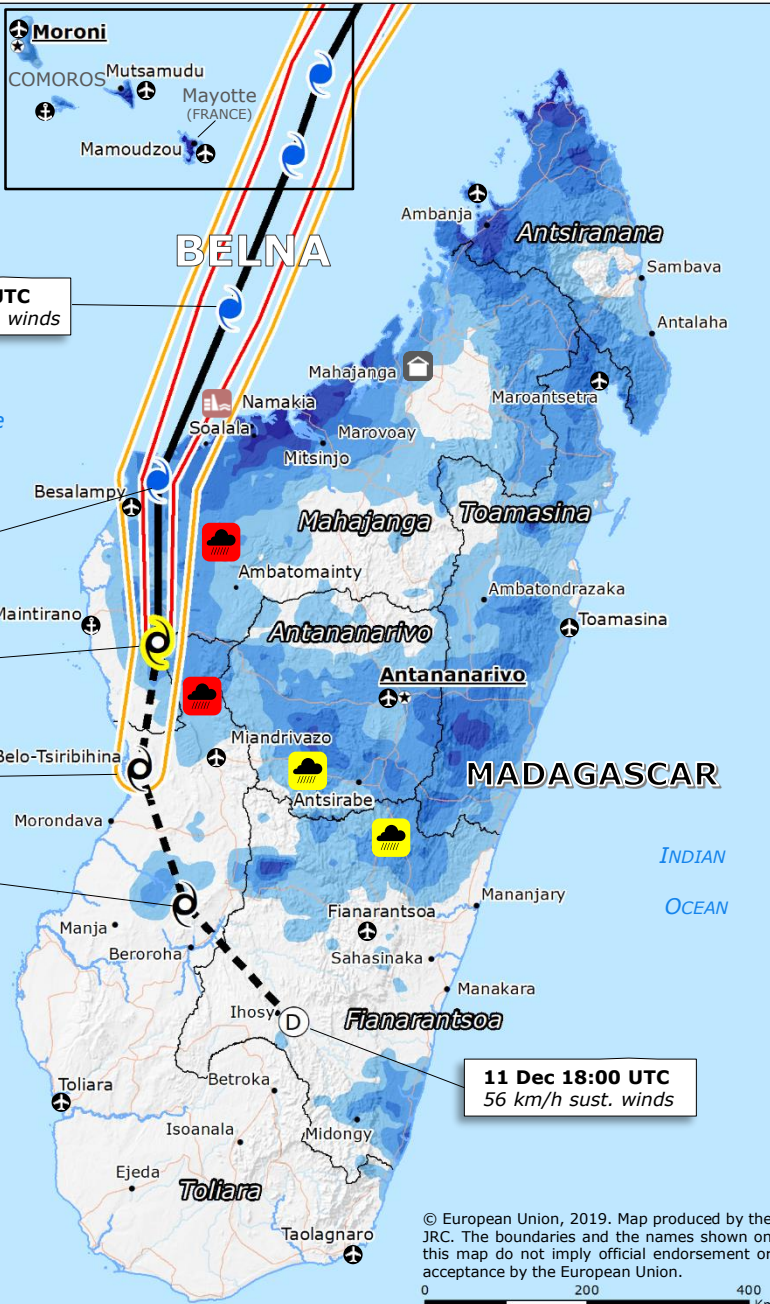 Moroni
COMOROS
Mutsamudu
Mayotte
(FRANCE)
Mamoudzou
BELNA
UTC
winds
Ambanja
Antsiranana
Sambava
Antalaha
Mahajanga
Maroantsetra
Namakia
Soalala
Marovoay
Mitsinjo
Besalampy
Mahajanga
Toamasina
Ambatomainty
Ambatondrazaka
Maintirano
Toamasina
Antananarivo
Antananarivo
Belo-Tsiribihina
Miandrivazo
MADAGASCAR
Antsirabe
Morondava
INDIAN
OCEAN
Mananjary
Fianarantsoa
Manja
Beroroha
Sahasinaka
Manakara
Ihosy
D
Fianarantsoa
11 Dec 18:00 UTC
56 km/h sust. winds
Toliara
Betroka
Isoanala
Midongy
Ejeda
Toliara
Taolagnaro
© European Union, 2019. Map produced by the
JRC. The boundaries and the names shown on
this map do not imply official endorsement or
acceptance by the European Union.
0 200 400